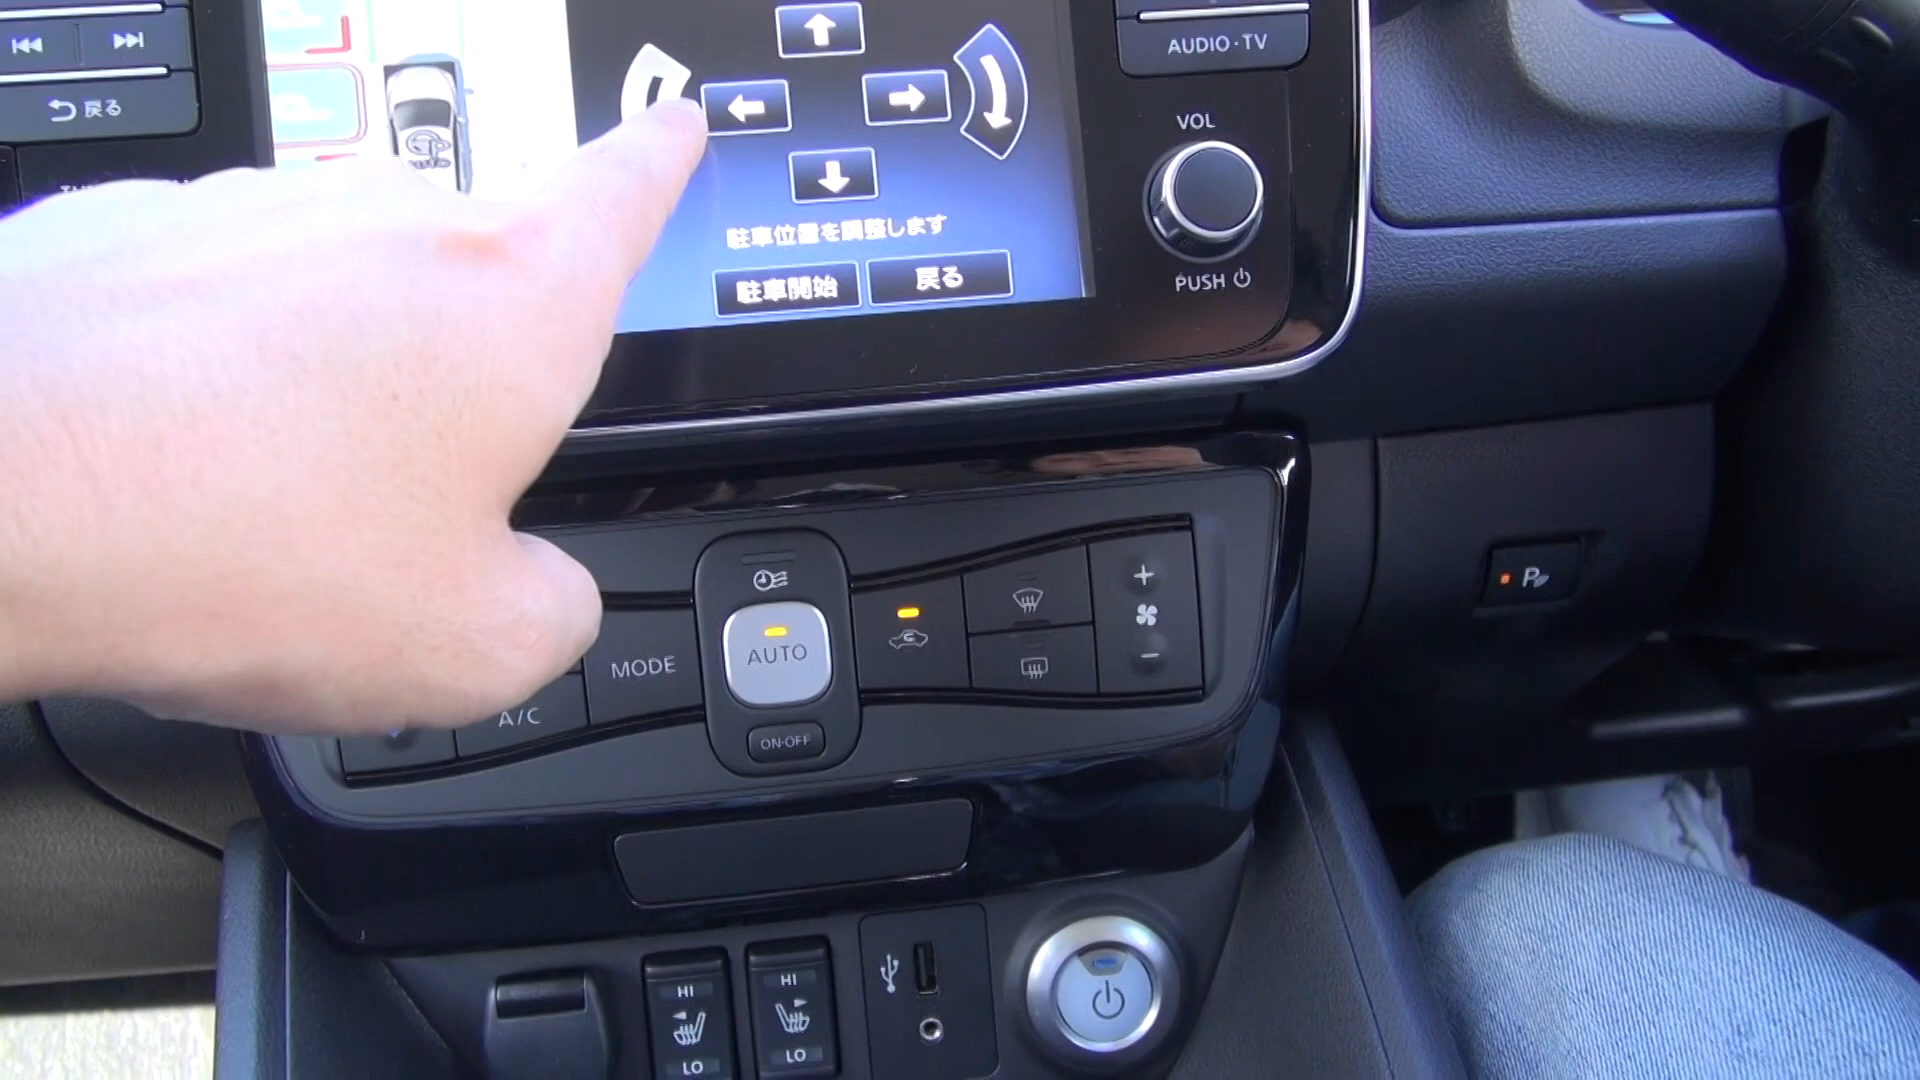 戻る
AUDIO·TV
VOL
PUSH
駐車位置を調整します
駐車開始
戻る
MODE
AUTO
A/C
ON·OFF
P
HI
LO
HI
LO